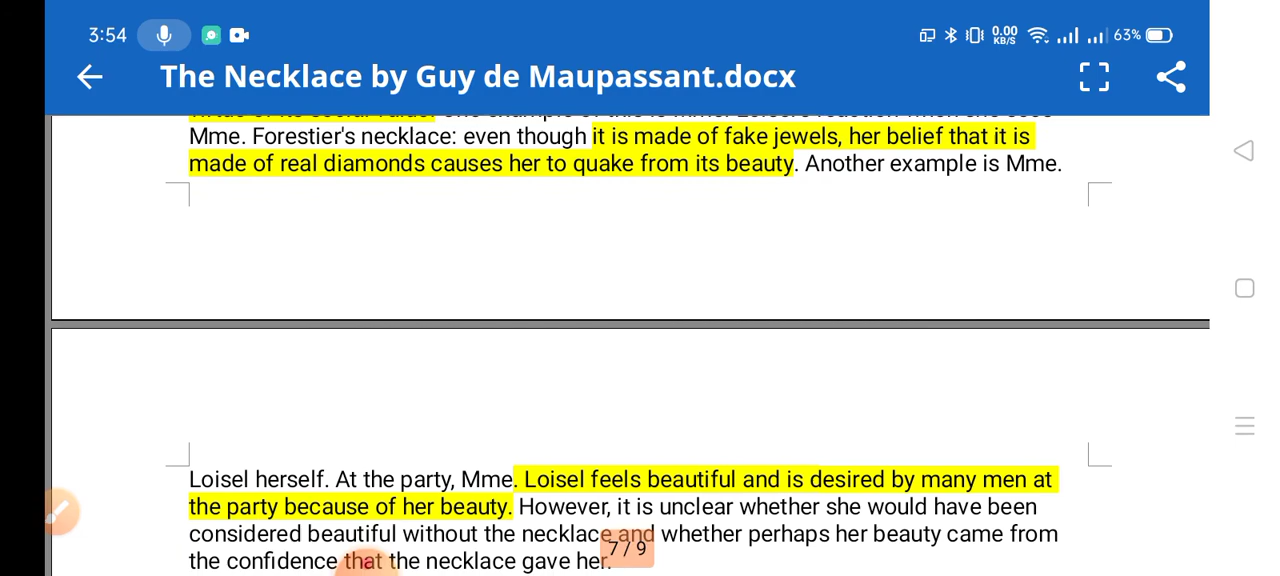 3:54
0.00
KB/S
63%
The Necklace by Guy de Maupassant.docx
Mme. Forestier's necklace: even though it is made of fake jewels, her belief that it is
made of real diamonds causes her to quake from its beauty. Another example is Mme.
Loisel herself. At the party, Mme. Loisel feels beautiful and is desired by many men at
the party because of her beauty. However, it is unclear whether she would have been
considered beautiful without the necklace and whether perhaps her beauty came from
7 / 9
the confidence that the necklace gave her.